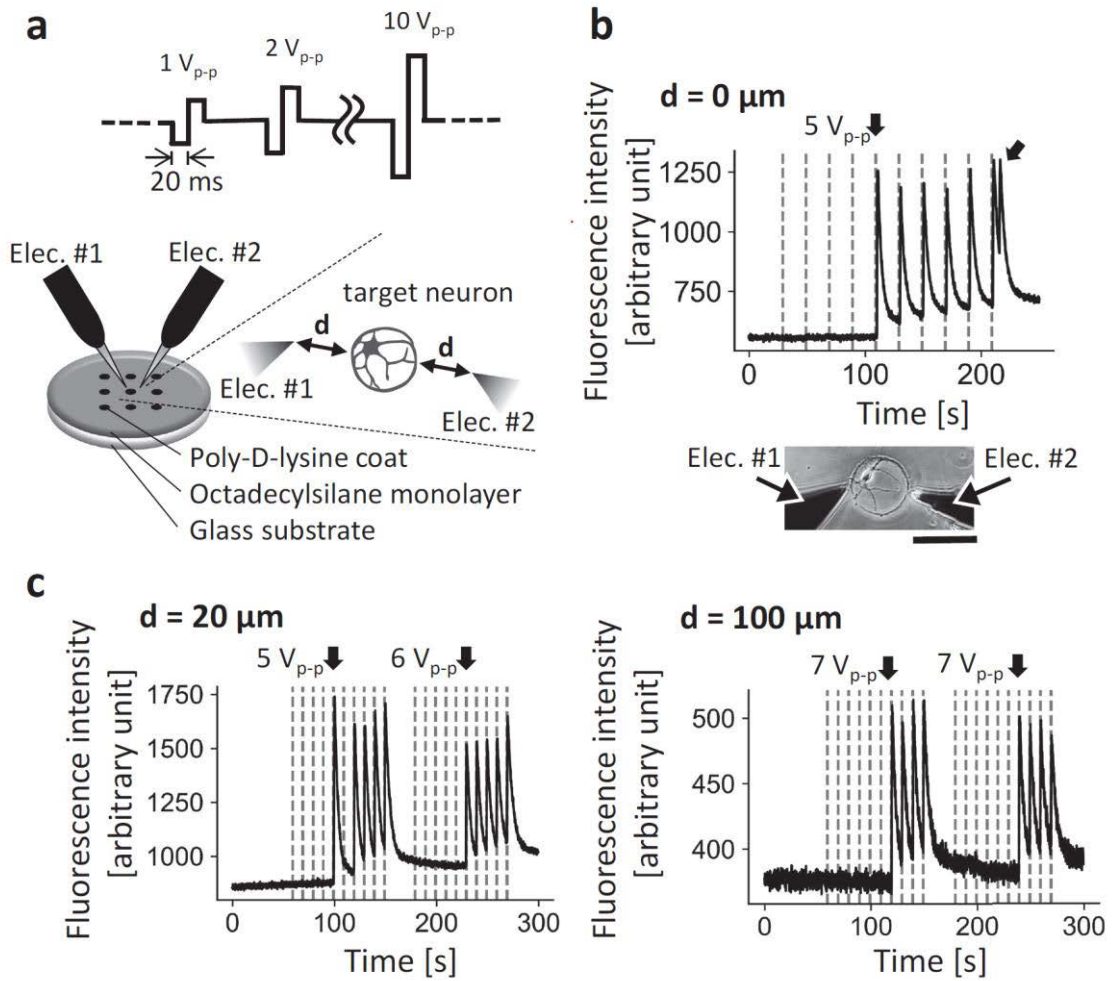 a
1 Vp-p
2 Vp-p
10 Vp-p
20 ms
Elec. #1
Elec. #2
target neuron
d
d
Elec. #1
Elec. #2
Poly-D-lysine coat
Octadecylsilane monolayer
Glass substrate
b
d = 0 μm
5 Vp-p
Fluorescence intensity
[arbitrary unit]
1250
1000
750
0
100
200
Time [s]
Elec. #1
Elec. #2
c
d = 20 μm
5 Vp-p
6 Vp-p
Fluorescence intensity
[arbitrary unit]
1750
1500
1250
1000
0
100
200
300
Time [s]
d = 100 μm
7 Vp-p
7 Vp-p
Fluorescence intensity
[arbitrary unit]
500
450
400
0
100
200
300
Time [s]